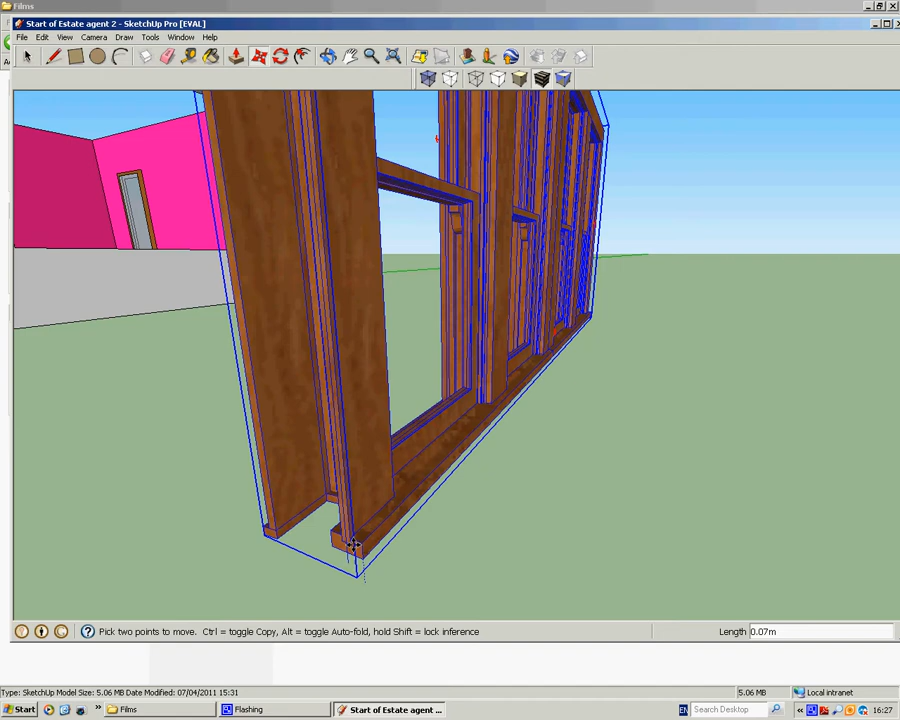 Films
Start of Estate agent 2 - SketchUp Pro [EVAL]
File Edit View Camera Draw Tools Window Help
Pick two points to move. Ctrl = toggle Copy, Alt = toggle Auto-fold, hold Shift = lock inference
Length 0.07m
Type: SketchUp Model Size: 5.06 MB Date Modified: 07/04/2011 15:31
5.06 MB
Local intranet
Start
Films
Flashing
Start of Estate agent ...
EN
Search Desktop
16:27